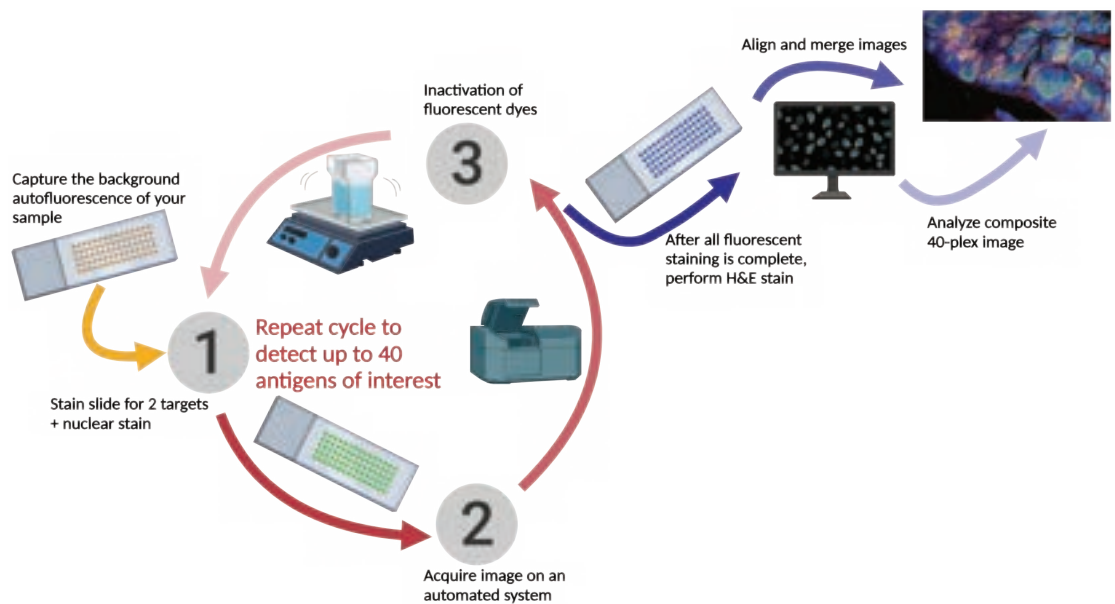 Capture the background
autofluorescence of your
sample
1
Stain slide for 2 targets
+ nuclear stain
Repeat cycle to
detect up to 40
antigens of interest
2
Acquire image on an
automated system
Inactivation of
fluorescent dyes
3
After all fluorescent
staining is complete,
perform H&E stain
Align and merge images
Analyze composite
40-plex image